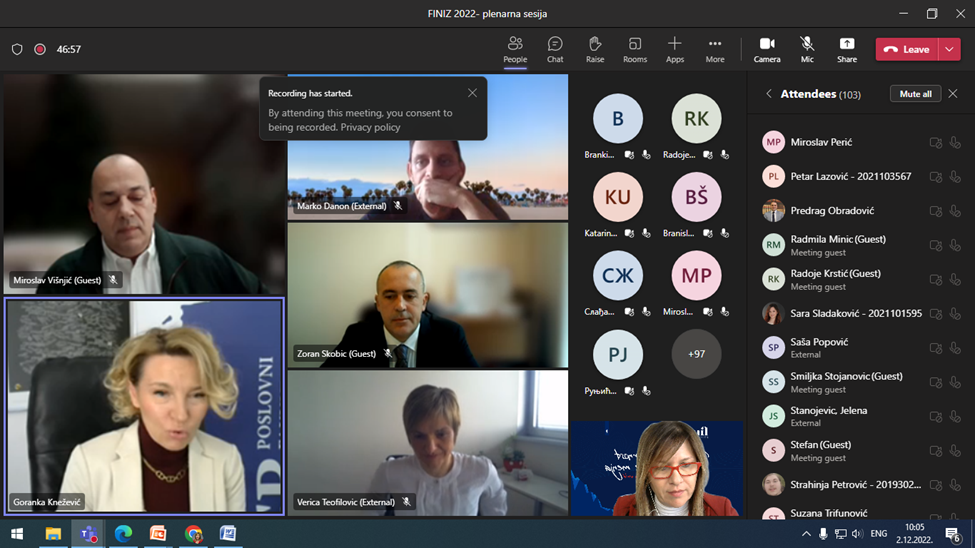 FINIZ 2022- plenarna sesija
46:57
People
Chat
Raise
Rooms
Apps
More
Camera
Mic
Share
Leave
Recording has started.
By attending this meeting, you consent to
being recorded. Privacy policy
Miroslav Višnjić (Guest)
Marko Danon (External)
Zoran Skobic (Guest)
Goranka Knežević
POSLOVNI
Verica Teofilovic (External)
B
Branki...
RK
Radoje...
KU
Katarin...
BŠ
Branisl...
СЖ
Слађа...
MP
Mirosl...
РЈ
Руњић...
+97
Attendees (103)
Mute all
MP
Miroslav Perić
PL
Petar Lazović - 2021103567
Predrag Obradović
RM
Radmila Minic (Guest)
Meeting guest
RK
Radoje Krstić (Guest)
Meeting guest
Sara Sladaković - 2021101595
SP
Saša Popović
External
SS
Smiljka Stojanovic (Guest)
Meeting guest
JS
Stanojevic, Jelena
External
S
Stefan (Guest)
Meeting guest
Strahinja Petrović - 2019302...
ST
Suzana Trifunović
ENG
10:05
2.12.2022.
6